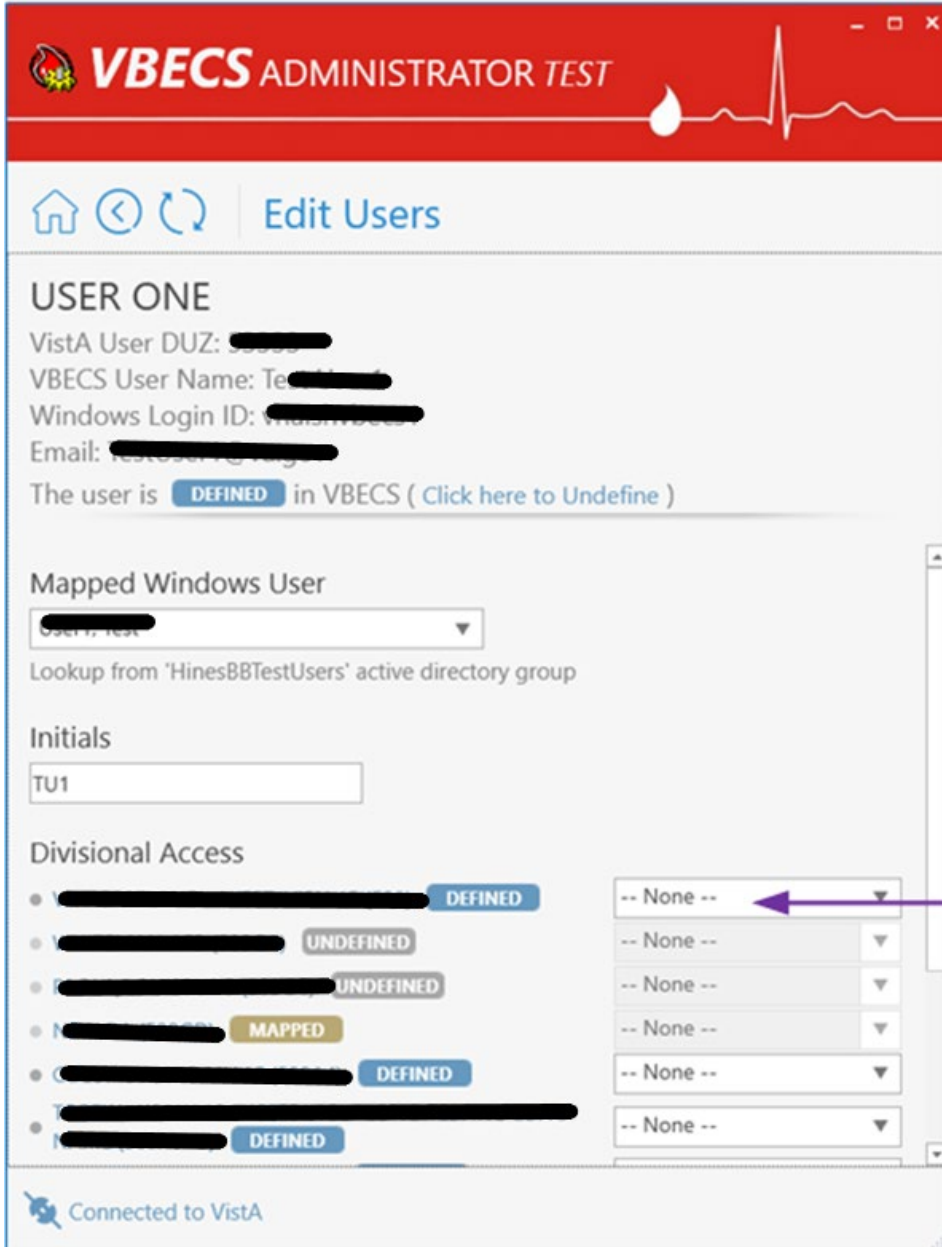 VBECS ADMINISTRATOR TEST
Edit Users
USER ONE
VistA User DUZ:
VBECS User Name: Te
Windows Login ID:
Email:
The user is DEFINED in VBECS ( Click here to Undefine )
Mapped Windows User
Lookup from 'HinesBBTestUsers' active directory group
Initials
TU1
Divisional Access
DEFINED -- None --
UNDEFINED -- None --
UNDEFINED -- None --
MAPPED -- None --
DEFINED -- None --
DEFINED -- None --
Connected to VistA